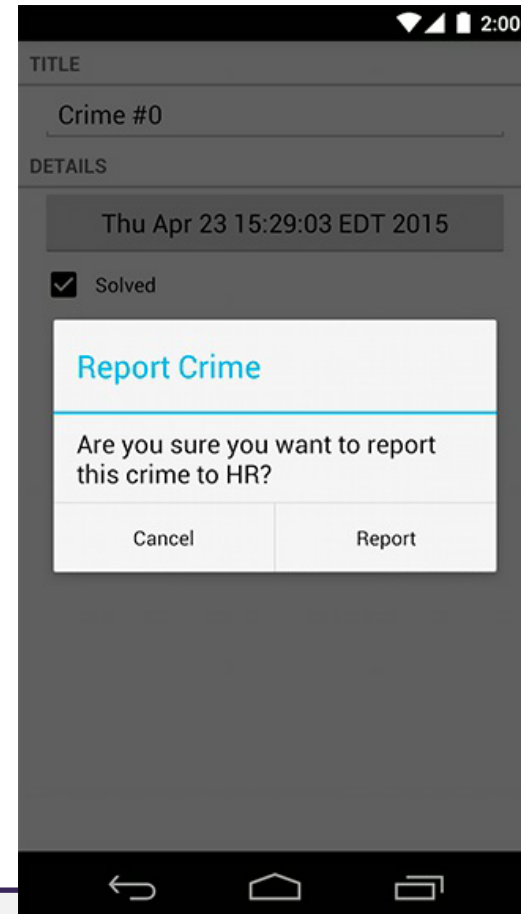 2:00
TITLE
Crime #0
DETAILS
Thu Apr 23 15:29:03 EDT 2015
Solved
Report Crime
Are you sure you want to report
this crime to HR?
Cancel Report